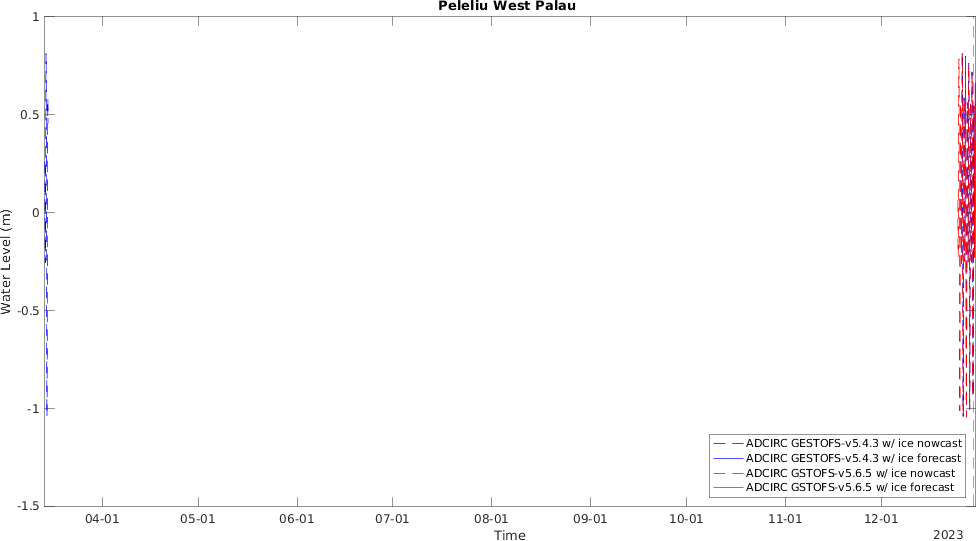 Peleliu West Palau
1
0.5
0
-0.5
-1
-1.5
Water Level (m)
ADCIRC GESTOFS-v5.4.3 w/ ice nowcast
ADCIRC GESTOFS-v5.4.3 w/ ice forecast
ADCIRC GSTOFS-v5.6.5 w/ ice nowcast
ADCIRC GSTOFS-v5.6.5 w/ ice forecast
04-01 05-01 06-01 07-01 08-01 09-01 10-01 11-01 12-01
Time
2023